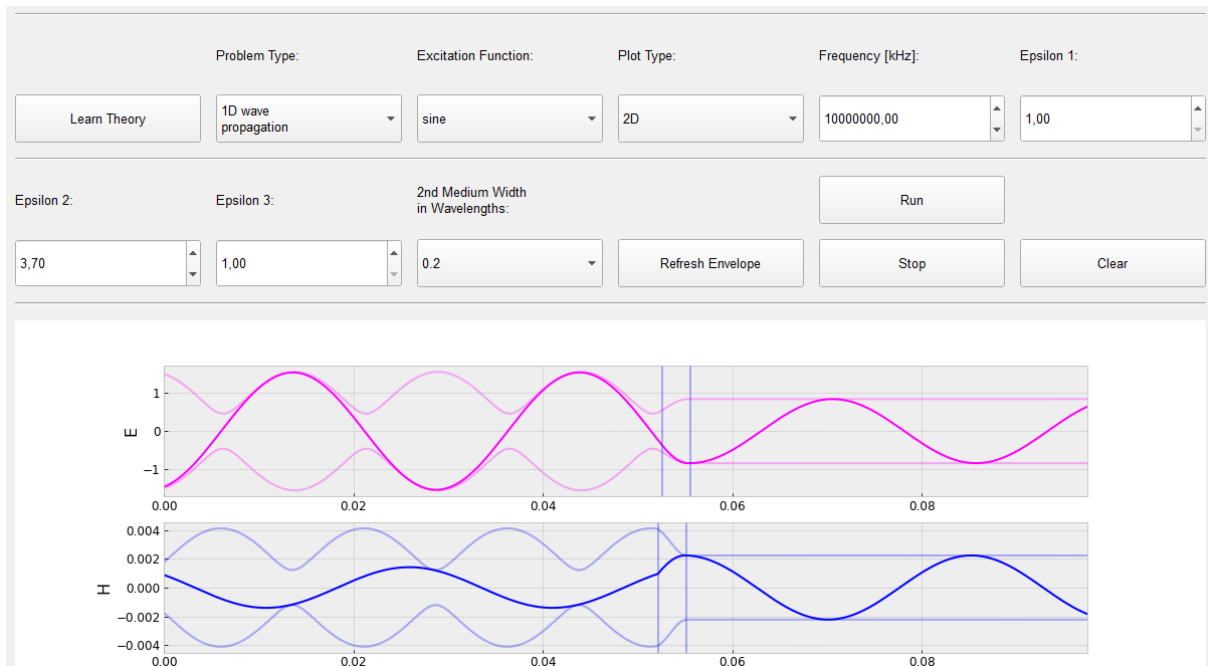 Problem Type:
Excitation Function:
Plot Type:
Frequency [kHz]:
Epsilon 1:
Learn Theory
1D wave
propagation
sine
2D
10000000,00
1,00
Epsilon 2:
Epsilon 3:
2nd Medium Width
in Wavelengths:
Run
3,70
1,00
0.2
Refresh Envelope
Stop
Clear
E
1
0
−1
0.00 0.02 0.04 0.06 0.08
H
0.004
0.002
0.000
−0.002
−0.004
0.00 0.02 0.04 0.06 0.08